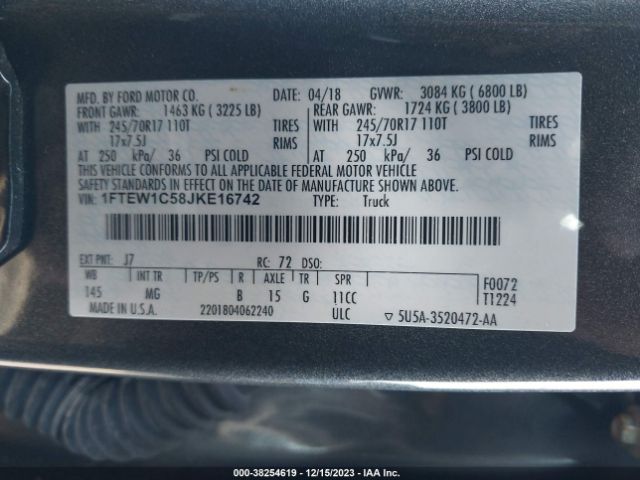 MFD. BY FORD MOTOR CO. DATE: 04/18 GVWR: 3084 KG ( 6800 LB)
FRONT GAWR: 1463 KG ( 3225 LB) REAR GAWR: 1724 KG ( 3800 LB)
WITH 245/70R17 110T TIRES WITH 245/70R17 110T TIRES
17x7.5J RIMS 17x7.5J RIMS
AT 250 kPa/ 36 PSI COLD AT 250 kPa/ 36 PSI COLD
THIS VEHICLE CONFORMS TO ALL APPLICABLE FEDERAL MOTOR VEHICLE
SAFETY STANDARDS IN EFFECT ON THE DATE OF MANUFACTURE SHOWN ABOVE.
VIN: 1FTEW1C58JKE16742 TYPE: Truck
EXT PNT: J7 RC: 72 DSO:
WB INT TR TP/PS R AXLE TR SPR F0072
145 MG B 15 G 11CC T1224
MADE IN U.S.A. 2201804062240 ULC ▽ 5U5A-3520472-AA
000-38254619 - 12/15/2023 - IAA Inc.